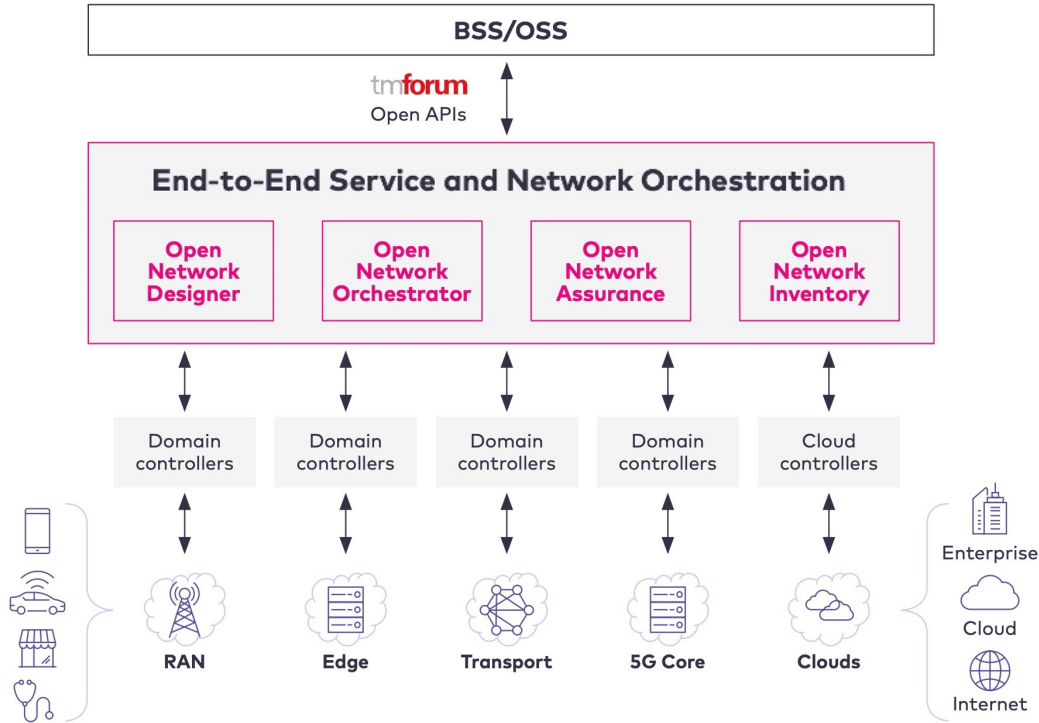 BSS/OSS
tmforum
Open APIs
End-to-End Service and Network Orchestration
Open
Network
Designer
Open
Network
Orchestrator
Open
Network
Assurance
Open
Network
Inventory
Domain
controllers
Domain
controllers
Domain
controllers
Domain
controllers
Cloud
controllers
Enterprise
Cloud
Internet
RAN
Edge
Transport
5G Core
Clouds